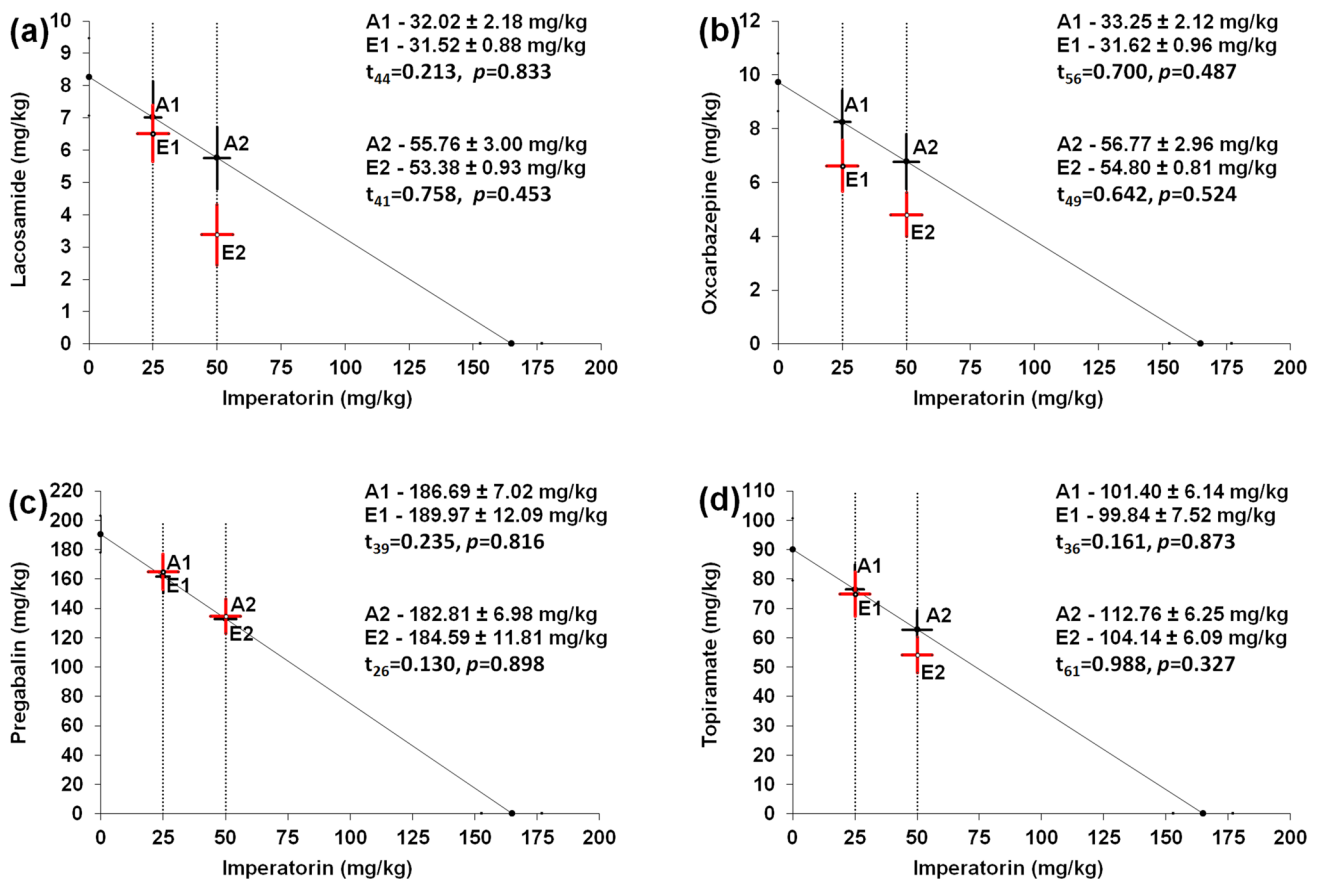 (a)
10
9
8
7
6
5
4
3
2
1
0
Lacosamide (mg/kg)
A1
E1
A2
E2
A1 - 32.02 ± 2.18 mg/kg
E1 - 31.52 ± 0.88 mg/kg
t44=0.213, p=0.833
A2 - 55.76 ± 3.00 mg/kg
E2 - 53.38 ± 0.93 mg/kg
t41=0.758, p=0.453
0 25 50 75 100 125 150 175 200
Imperatorin (mg/kg)
(b)
12
10
8
6
4
2
0
Oxcarbazepine (mg/kg)
A1
E1
A2
E2
A1 - 33.25 ± 2.12 mg/kg
E1 - 31.62 ± 0.96 mg/kg
t56=0.700, p=0.487
A2 - 56.77 ± 2.96 mg/kg
E2 - 54.80 ± 0.81 mg/kg
t49=0.642, p=0.524
0 25 50 75 100 125 150 175 200
Imperatorin (mg/kg)
(c)
220
200
180
160
140
120
100
80
60
40
20
0
Pregabalin (mg/kg)
A1
E1
A2
E2
A1 - 186.69 ± 7.02 mg/kg
E1 - 189.97 ± 12.09 mg/kg
t39=0.235, p=0.816
A2 - 182.81 ± 6.98 mg/kg
E2 - 184.59 ± 11.81 mg/kg
t26=0.130, p=0.898
0 25 50 75 100 125 150 175 200
Imperatorin (mg/kg)
(d)
110
100
90
80
70
60
50
40
30
20
10
0
Topiramate (mg/kg)
A1
E1
A2
E2
A1 - 101.40 ± 6.14 mg/kg
E1 - 99.84 ± 7.52 mg/kg
t36=0.161, p=0.873
A2 - 112.76 ± 6.25 mg/kg
E2 - 104.14 ± 6.09 mg/kg
t61=0.988, p=0.327
0 25 50 75 100 125 150 175 200
Imperatorin (mg/kg)